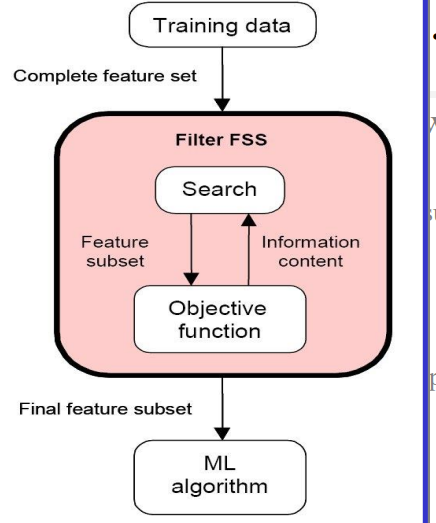 Training data
Complete feature set
Filter FSS
Search
Feature
subset
Information
content
Objective
function
Final feature subset
ML
algorithm